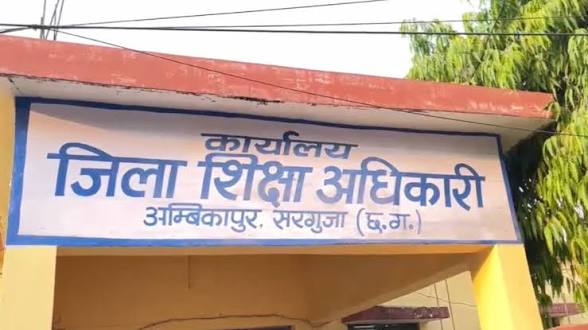 कार्यालय
जिला शिक्षा अधिकारी
अम्बिकापुर, सरगुजा (छ.ग.)